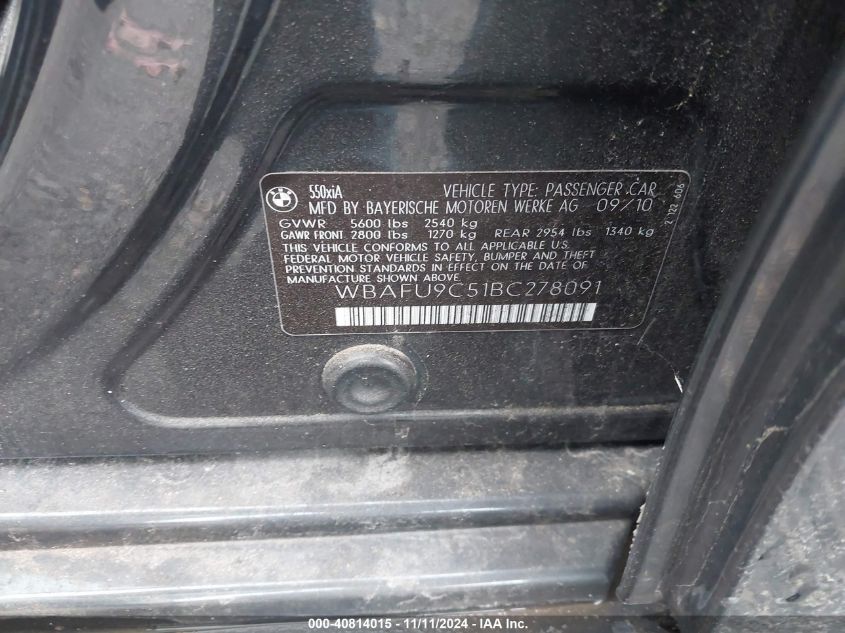 BMW
550xiA
VEHICLE TYPE: PASSENGER CAR
MFD BY BAYERISCHE MOTOREN WERKE AG 09/10
GVWR 5600 lbs 2540 kg
GAWR FRONT 2800 lbs 1270 kg REAR 2954 lbs 1340 kg
THIS VEHICLE CONFORMS TO ALL APPLICABLE U.S.
FEDERAL MOTOR VEHICLE SAFETY, BUMPER AND THEFT
PREVENTION STANDARDS IN EFFECT ON THE DATE OF
MANUFACTURE SHOWN ABOVE.
WBAFU9C51BC278091
000-40814015 - 11/11/2024 - IAA Inc.